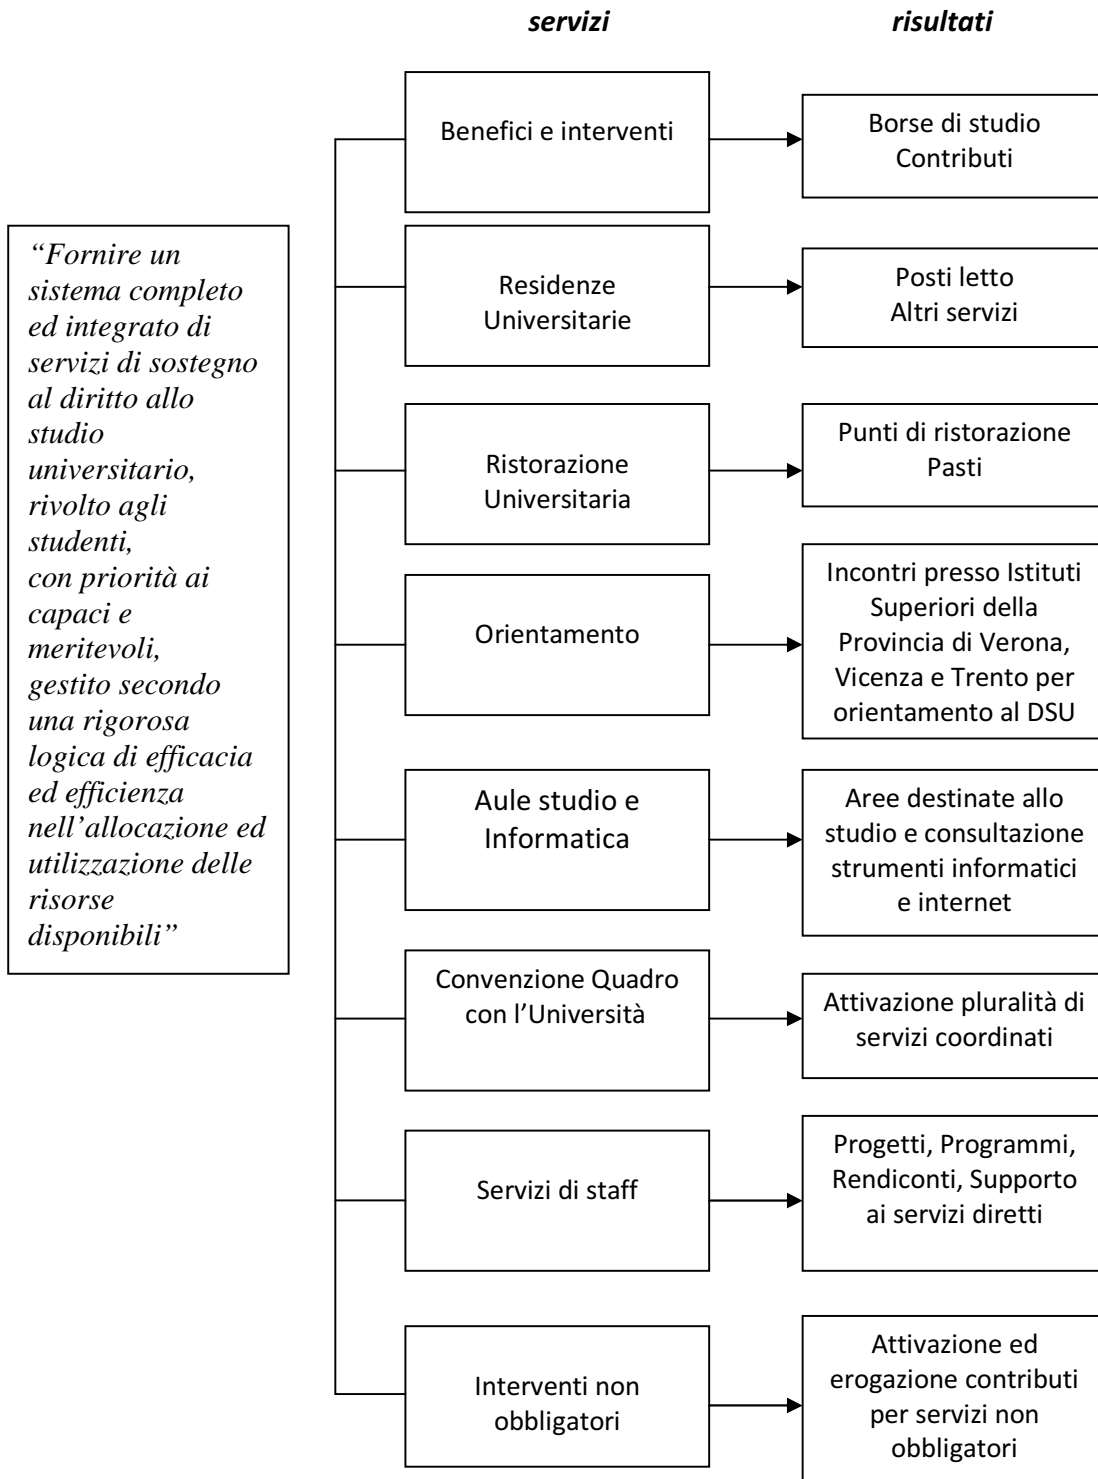 servizi
risultati
“Fornire un
sistema completo
ed integrato di
servizi di sostegno
al diritto allo
studio
universitario,
rivolto agli
studenti,
con priorità ai
capaci e
meritevoli,
gestito secondo
una rigorosa
logica di efficacia
ed efficienza
nell’allocazione ed
utilizzazione delle
risorse
disponibili”
Benefici e interventi
Borse di studio
Contributi
Residenze
Universitarie
Posti letto
Altri servizi
Ristorazione
Universitaria
Punti di ristorazione
Pasti
Orientamento
Incontri presso Istituti
Superiori della
Provincia di Verona,
Vicenza e Trento per
orientamento al DSU
Aule studio e
Informatica
Aree destinate allo
studio e consultazione
strumenti informatici
e internet
Convenzione Quadro
con l’Università
Attivazione pluralità di
servizi coordinati
Servizi di staff
Progetti, Programmi,
Rendiconti, Supporto
ai servizi diretti
Interventi non
obbligatori
Attivazione ed
erogazione contributi
per servizi non
obbligatori